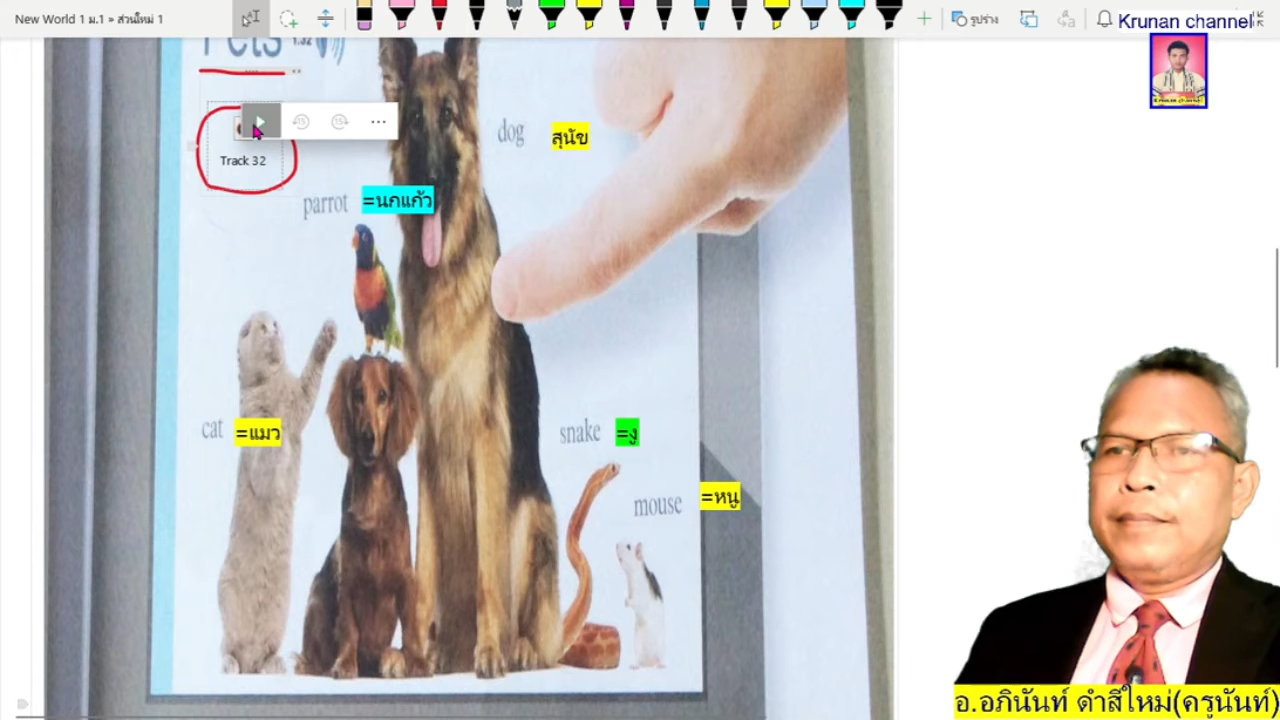 New World 1 ม.1 » ส่วนใหม่ 1
รูปร่าง
Krunan channel
Pets 1.32
Track 32
dog สุนัข
parrot =นกแก้ว
cat =แมว
snake =งู
mouse =หนู
อ.อภินันท์ ดำสีใหม่(ครูนันท์)